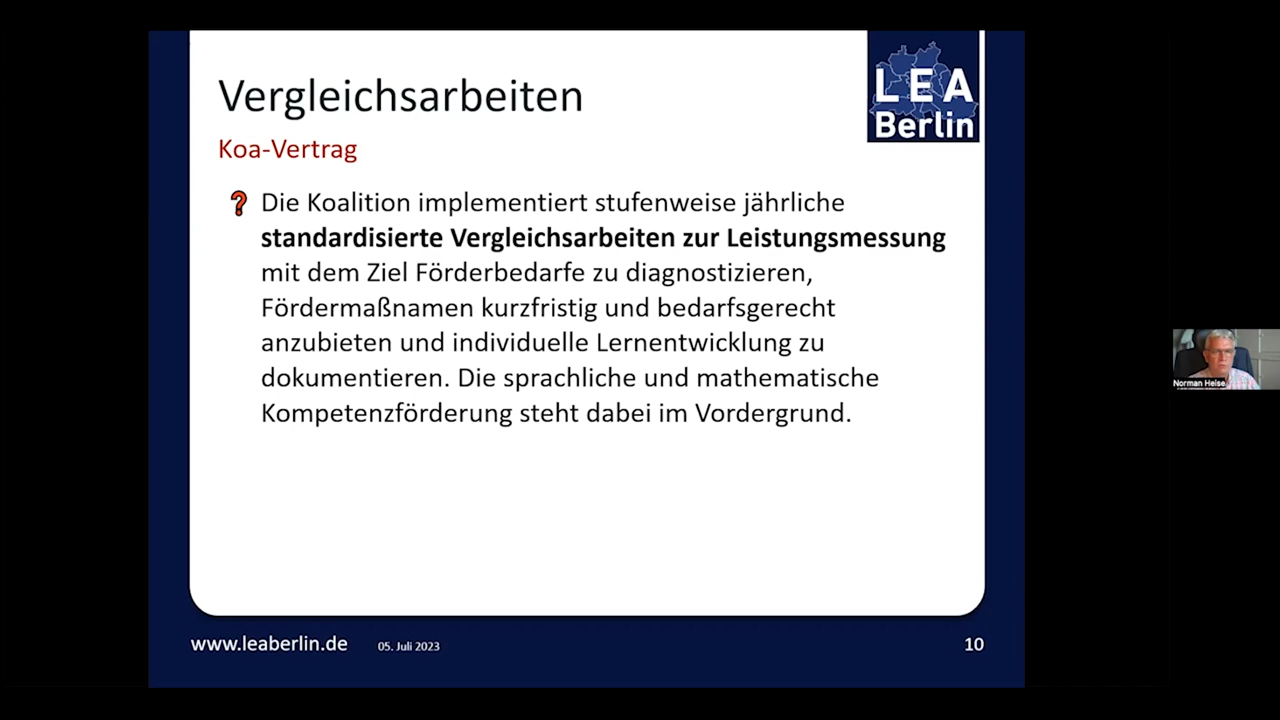 Vergleichsarbeiten
Koa-Vertrag
LEA
Berlin
? Die Koalition implementiert stufenweise jährliche
standardisierte Vergleichsarbeiten zur Leistungsmessung
mit dem Ziel Förderbedarfe zu diagnostizieren,
Fördermaßnamen kurzfristig und bedarfsgerecht
anzubieten und individuelle Lernentwicklung zu
dokumentieren. Die sprachliche und mathematische
Kompetenzförderung steht dabei im Vordergrund.
Norman Heise
www.leaberlin.de 05. Juli 2023 10